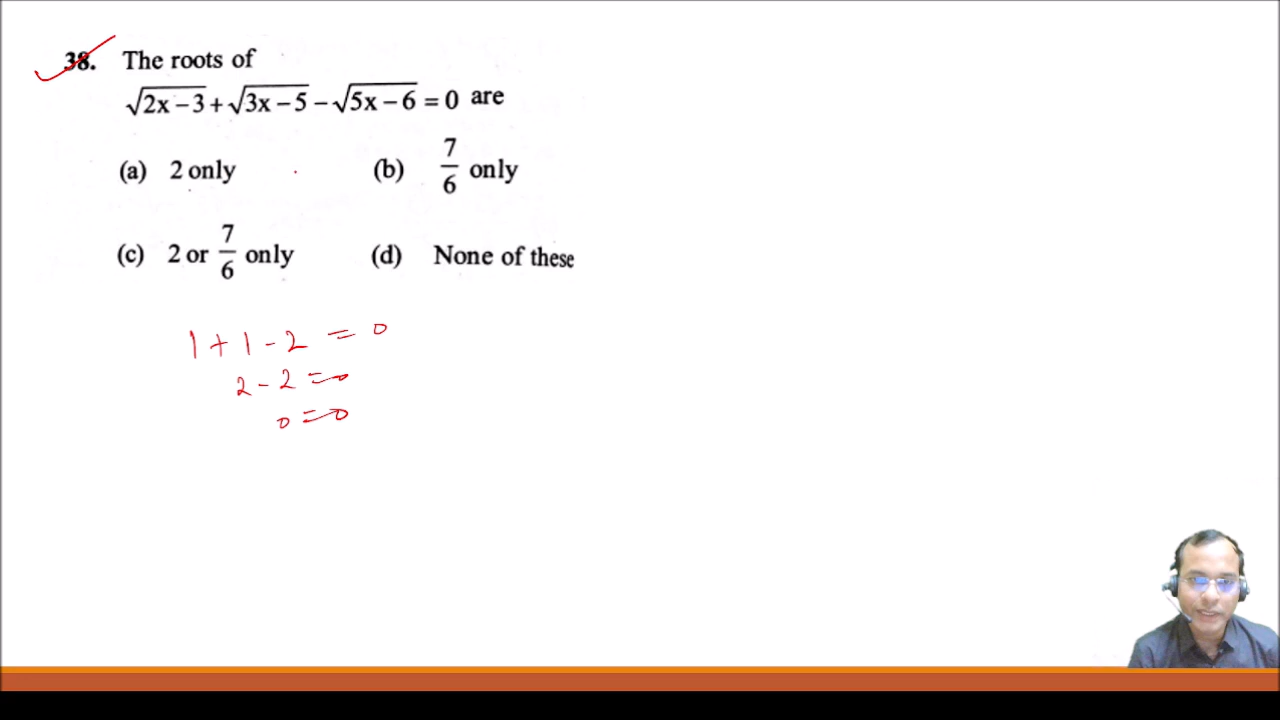 38. The roots of
√2x − 3 + √3x − 5 − √5x − 6 = 0 are
(a) 2 only (b) 7/6 only
(c) 2 or 7/6 only (d) None of these
1 + 1 − 2 = 0
2 − 2 = 0
0 = 0